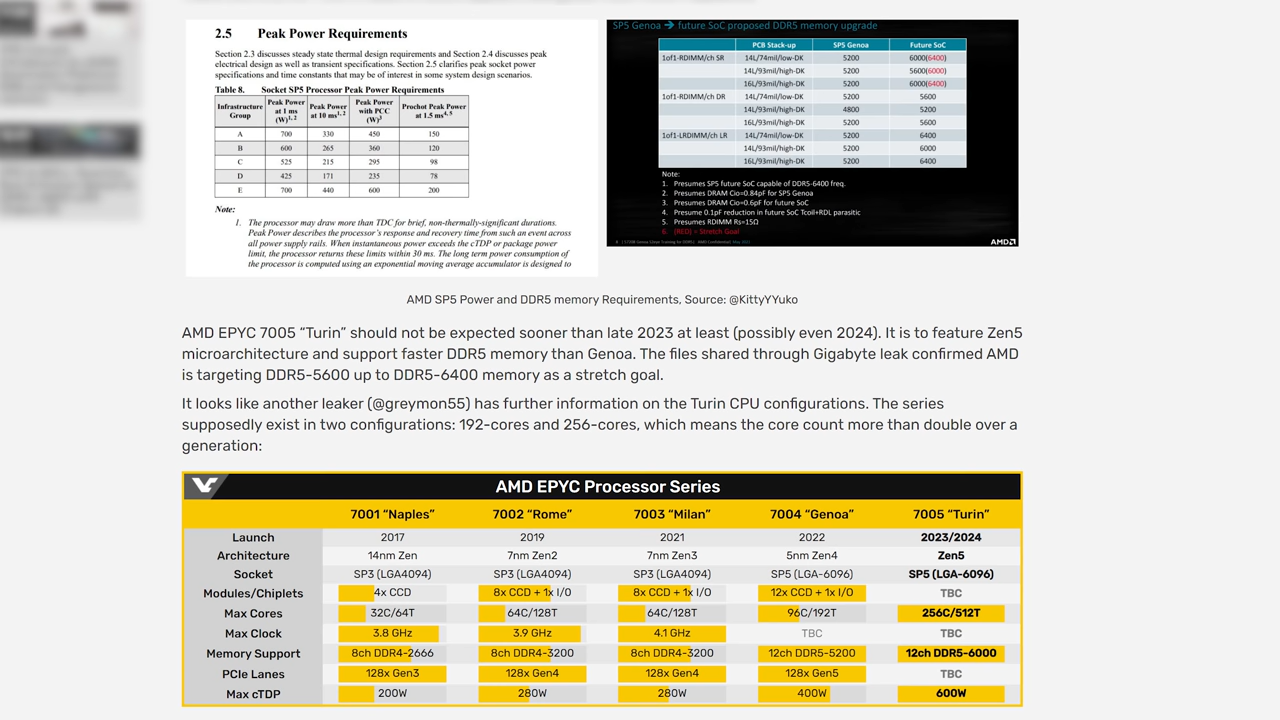 2.5 Peak Power Requirements
Section 2.3 discusses steady state thermal design requirements and Section 2.4 discusses peak
electrical design as well as transient specifications. Section 2.5 clarifies peak socket power
specifications and time constants that may be of interest in some system design scenarios.
Table 8. Socket SP5 Processor Peak Power Requirements
Infrastructure Group | Peak Power at 1 ms (W)1, 2 | Peak Power at 10 ms1, 2 | Peak Power with PCC (W)3 | Prochot Peak Power at 1.5 ms4, 5
A 700 330 450 150
B 600 265 360 120
C 525 215 295 98
D 425 171 235 78
E 700 440 600 200
Note:
1. The processor may draw more than TDC for brief, non-thermally-significant durations.
Peak Power describes the processor's response and recovery time from such an event across
all power supply rails. When instantaneous power exceeds the cTDP or package power
limit, the processor returns these limits within 30 ms. The long term power consumption of
the processor is computed using an exponential moving average accumulator is designed to
SP5 Genoa → future SoC proposed DDR5 memory upgrade
PCB Stack-up SP5 Genoa Future SoC
1of1-RDIMM/ch SR 14L/74mil/low-DK 5200 6000(6400)
14L/93mil/high-DK 5200 5600(6000)
16L/93mil/high-DK 5200 6000(6400)
1of1-RDIMM/ch DR 14L/74mil/low-DK 5200 5600
14L/93mil/high-DK 4800 5200
16L/93mil/high-DK 5200 5600
1of1-LRDIMM/ch LR 14L/74mil/low-DK 5200 6400
14L/93mil/high-DK 5200 6000
16L/93mil/high-DK 5200 6400
Note:
1. Presumes SP5 future SoC capable of DDR5-6400 freq.
2. Presumes DRAM Cio=0.84pF for SP5 Genoa
3. Presumes DRAM Cio=0.6pF for future SoC
4. Presume 0.1pF reduction in future SoC Tcoil+RDL parasitic
5. Presumes RDIMM Rs=15Ω
6. (RED) = Stretch Goal
AMD
AMD SP5 Power and DDR5 memory Requirements, Source: @KittyYYuko
AMD EPYC 7005 “Turin” should not be expected sooner than late 2023 at least (possibly even 2024). It is to feature Zen5
microarchitecture and support faster DDR5 memory than Genoa. The files shared through Gigabyte leak confirmed AMD
is targeting DDR5-5600 up to DDR5-6400 memory as a stretch goal.
It looks like another leaker (@greymon55) has further information on the Turin CPU configurations. The series
supposedly exist in two configurations: 192-cores and 256-cores, which means the core count more than double over a
generation:
AMD EPYC Processor Series
7001 “Naples” 7002 “Rome” 7003 “Milan” 7004 “Genoa” 7005 “Turin”
Launch 2017 2019 2021 2022 2023/2024
Architecture 14nm Zen 7nm Zen2 7nm Zen3 5nm Zen4 Zen5
Socket SP3 (LGA4094) SP3 (LGA4094) SP3 (LGA4094) SP5 (LGA-6096) SP5 (LGA-6096)
Modules/Chiplets 4x CCD 8x CCD + 1x I/O 8x CCD + 1x I/O 12x CCD + 1x I/O TBC
Max Cores 32C/64T 64C/128T 64C/128T 96C/192T 256C/512T
Max Clock 3.8 GHz 3.9 GHz 4.1 GHz TBC TBC
Memory Support 8ch DDR4-2666 8ch DDR4-3200 8ch DDR4-3200 12ch DDR5-5200 12ch DDR5-6000
PCIe Lanes 128x Gen3 128x Gen4 128x Gen4 128x Gen5 TBC
Max cTDP 200W 280W 280W 400W 600W